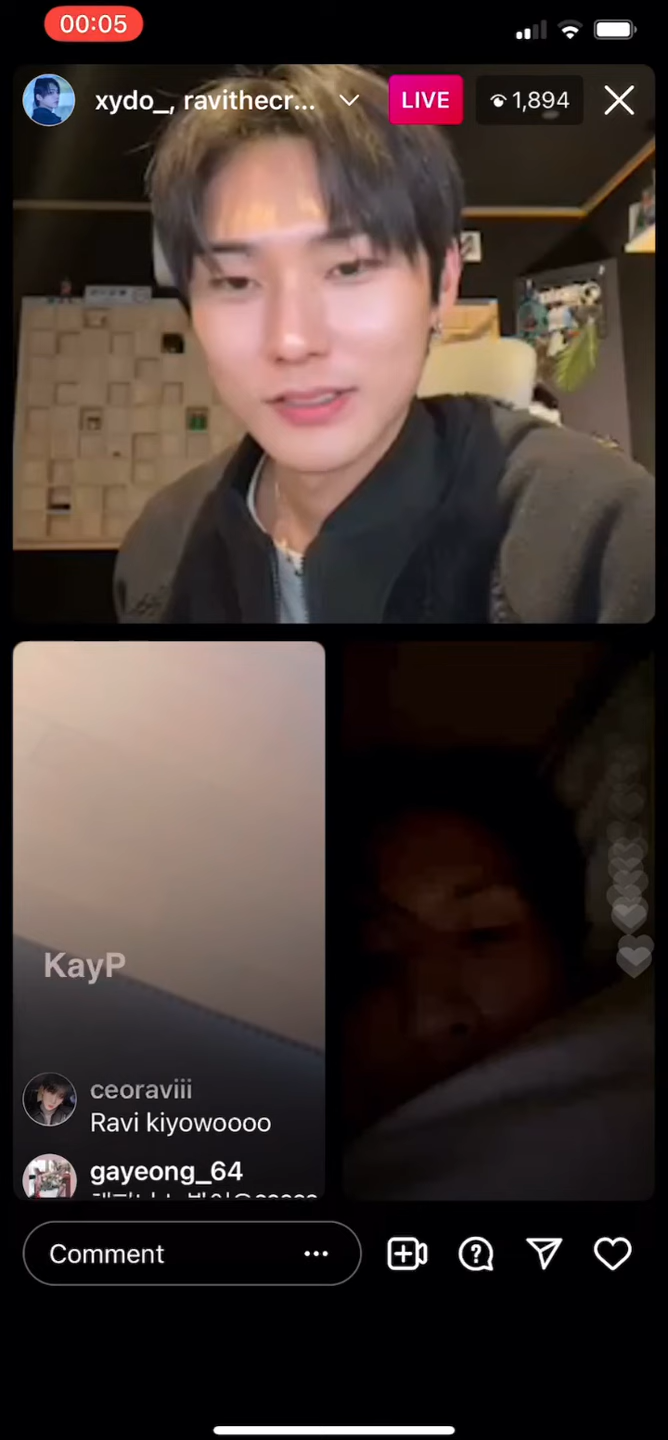 00:05
xydo_, ravithecr...
LIVE
1,894
KayP
ceoraviii
Ravi kiyowoooo
gayeong_64
Comment